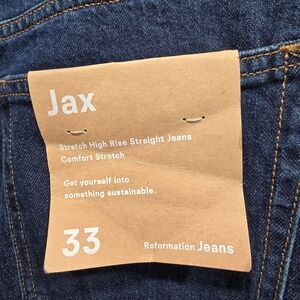 Jax
Stretch High Rise Straight Jeans
Comfort Stretch
Get yourself into
something sustainable.
33
Reformation Jeans